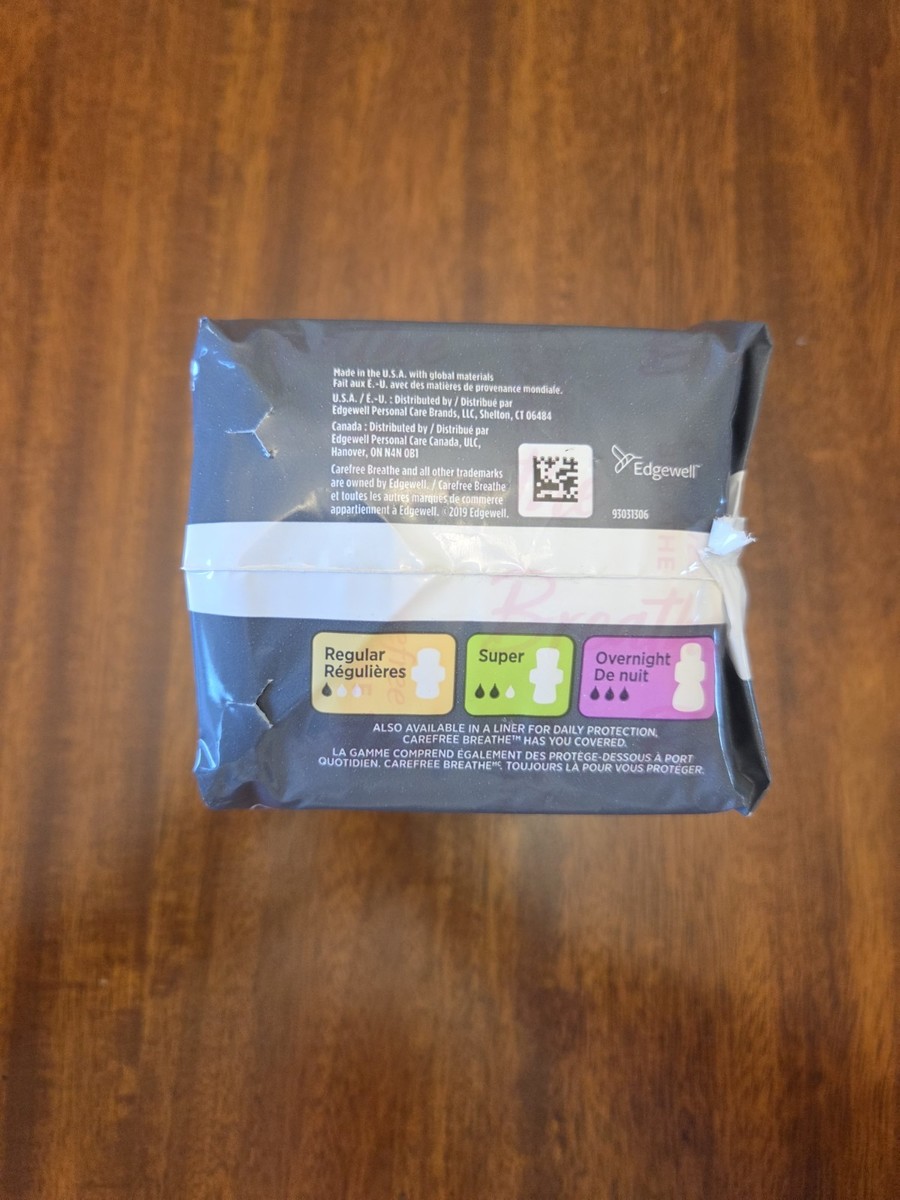 Made in the U.S.A. with global materials
Fait aux É.-U. avec des matières de provenance mondiale.
U.S.A. / É.-U. : Distributed by / Distribué par
Edgewell Personal Care Brands, LLC, Shelton, CT 06484
Canada : Distributed by / Distribué par
Edgewell Personal Care Canada, ULC,
Hanover, ON N4N 0B1
Carefree Breathe and all other trademarks
are owned by Edgewell. / Carefree Breathe
et toutes les autres marques de commerce
appartiennent à Edgewell. © 2019 Edgewell.
Edgewell™
93031306
Breath
Regular
Régulières
Super
Overnight
De nuit
ALSO AVAILABLE IN A LINER FOR DAILY PROTECTION,
CAREFREE BREATHE™ HAS YOU COVERED.
LA GAMME COMPREND ÉGALEMENT DES PROTÈGE-DESSOUS À PORT
QUOTIDIEN. CAREFREE BREATHE™ᶜ. TOUJOURS LÀ POUR VOUS PROTÉGER.